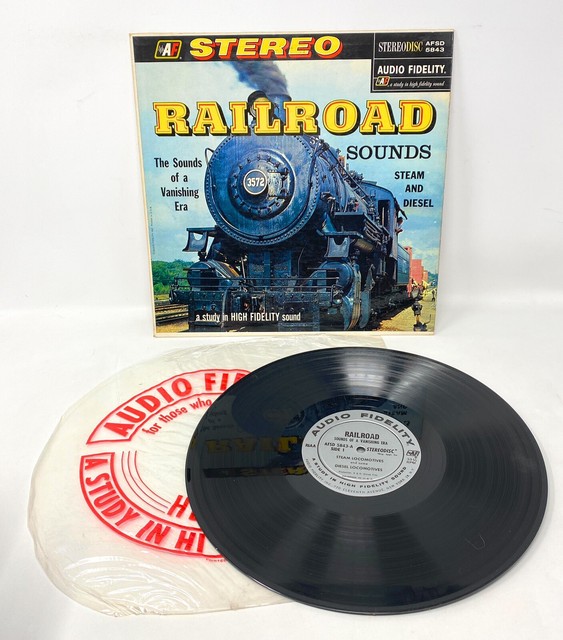 AF STEREO
STEREODISC AFSD
5843
AUDIO FIDELITY®
AF a study in high fidelity sound
RAILROAD
SOUNDS
The Sounds
of a
Vanishing
Era
STEAM
AND
DIESEL
3572
a study in HIGH FIDELITY sound
AUDIO FI
for those who
A STUDY IN HI
H
AUDIO FIDELITY
RAILROAD
SOUNDS OF A VANISHING ERA
AFSD 5843-A STEREODISC
SIDE 1
STEAM LOCOMOTIVES
and some
DIESEL LOCOMOTIVES
A STUDY IN HIGH FIDELITY SOUND